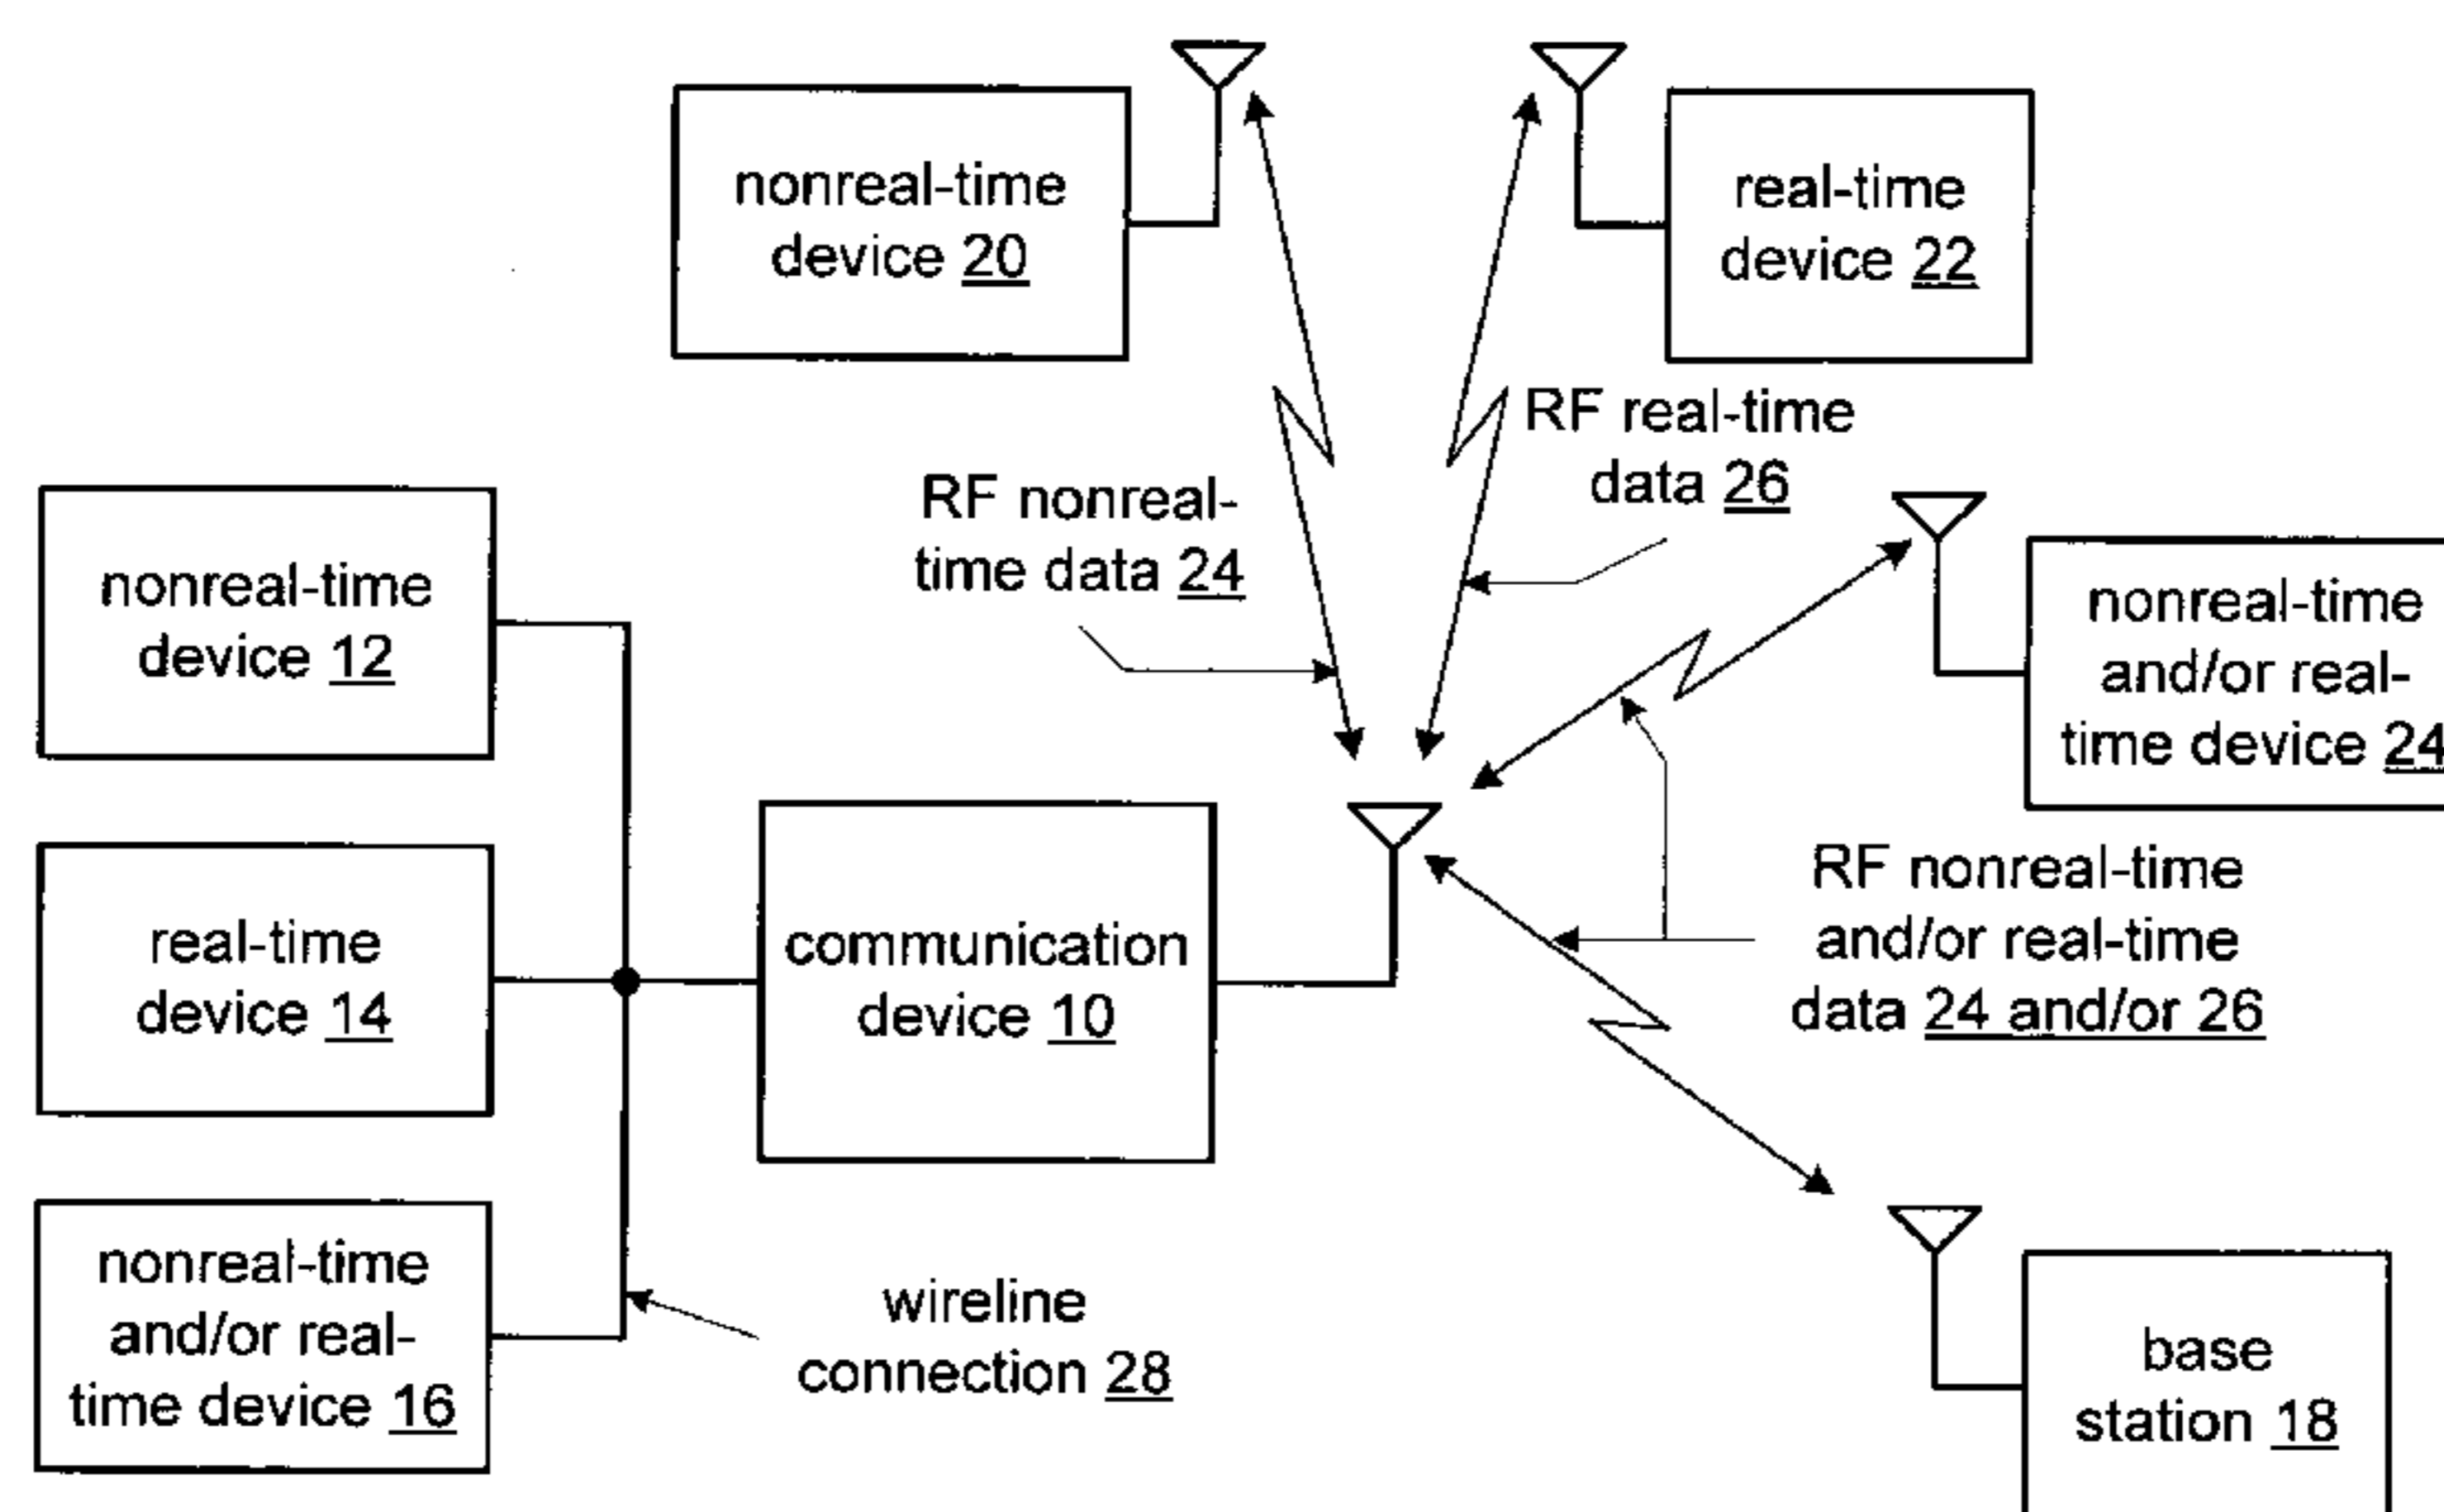 nonreal-time
device 20
real-time
device 22
RF real-time
data 26
RF nonreal-
time data 24
nonreal-time
device 12
nonreal-time
and/or real-
time device 24
real-time
device 14
communication
device 10
RF nonreal-time
and/or real-time
data 24 and/or 26
nonreal-time
and/or real-
time device 16
wireline
connection 28
base
station 18